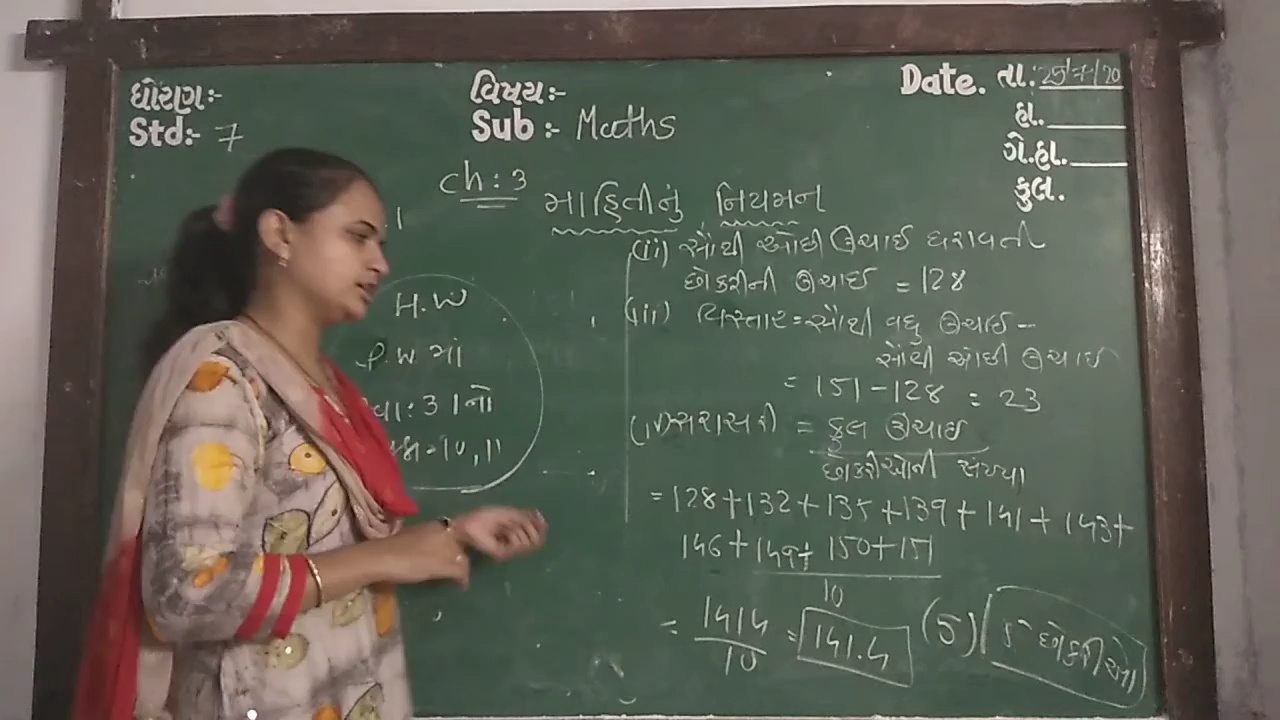 ધોરણ:-
Std:- 7
વિષય:-
Sub :- Maths
Date. તા. 25/7/20
હા.
ગે.હા.
કુલ.
ch : 3
માહિતીનું નિયમન
H.W
P.W માં
: 3 1નો
10, 11
(ii) સૌથી ઓછી ઊંચાઈ ધરાવતી
છોકરીની ઊંચાઈ = 128
(iii) વિસ્તાર = સૌથી વધુ ઊંચાઈ -
સૌથી ઓછી ઊંચાઈ
= 151 - 128 = 23
(iv) સરાસરી = કુલ ઊંચાઈ
છોકરીઓની સંખ્યા
= 128 + 132 + 135 + 139 + 141 + 143 +
146 + 149 + 150 + 151
10
= 1414
10
= 141.4
(5) 5 છોકરીઓ